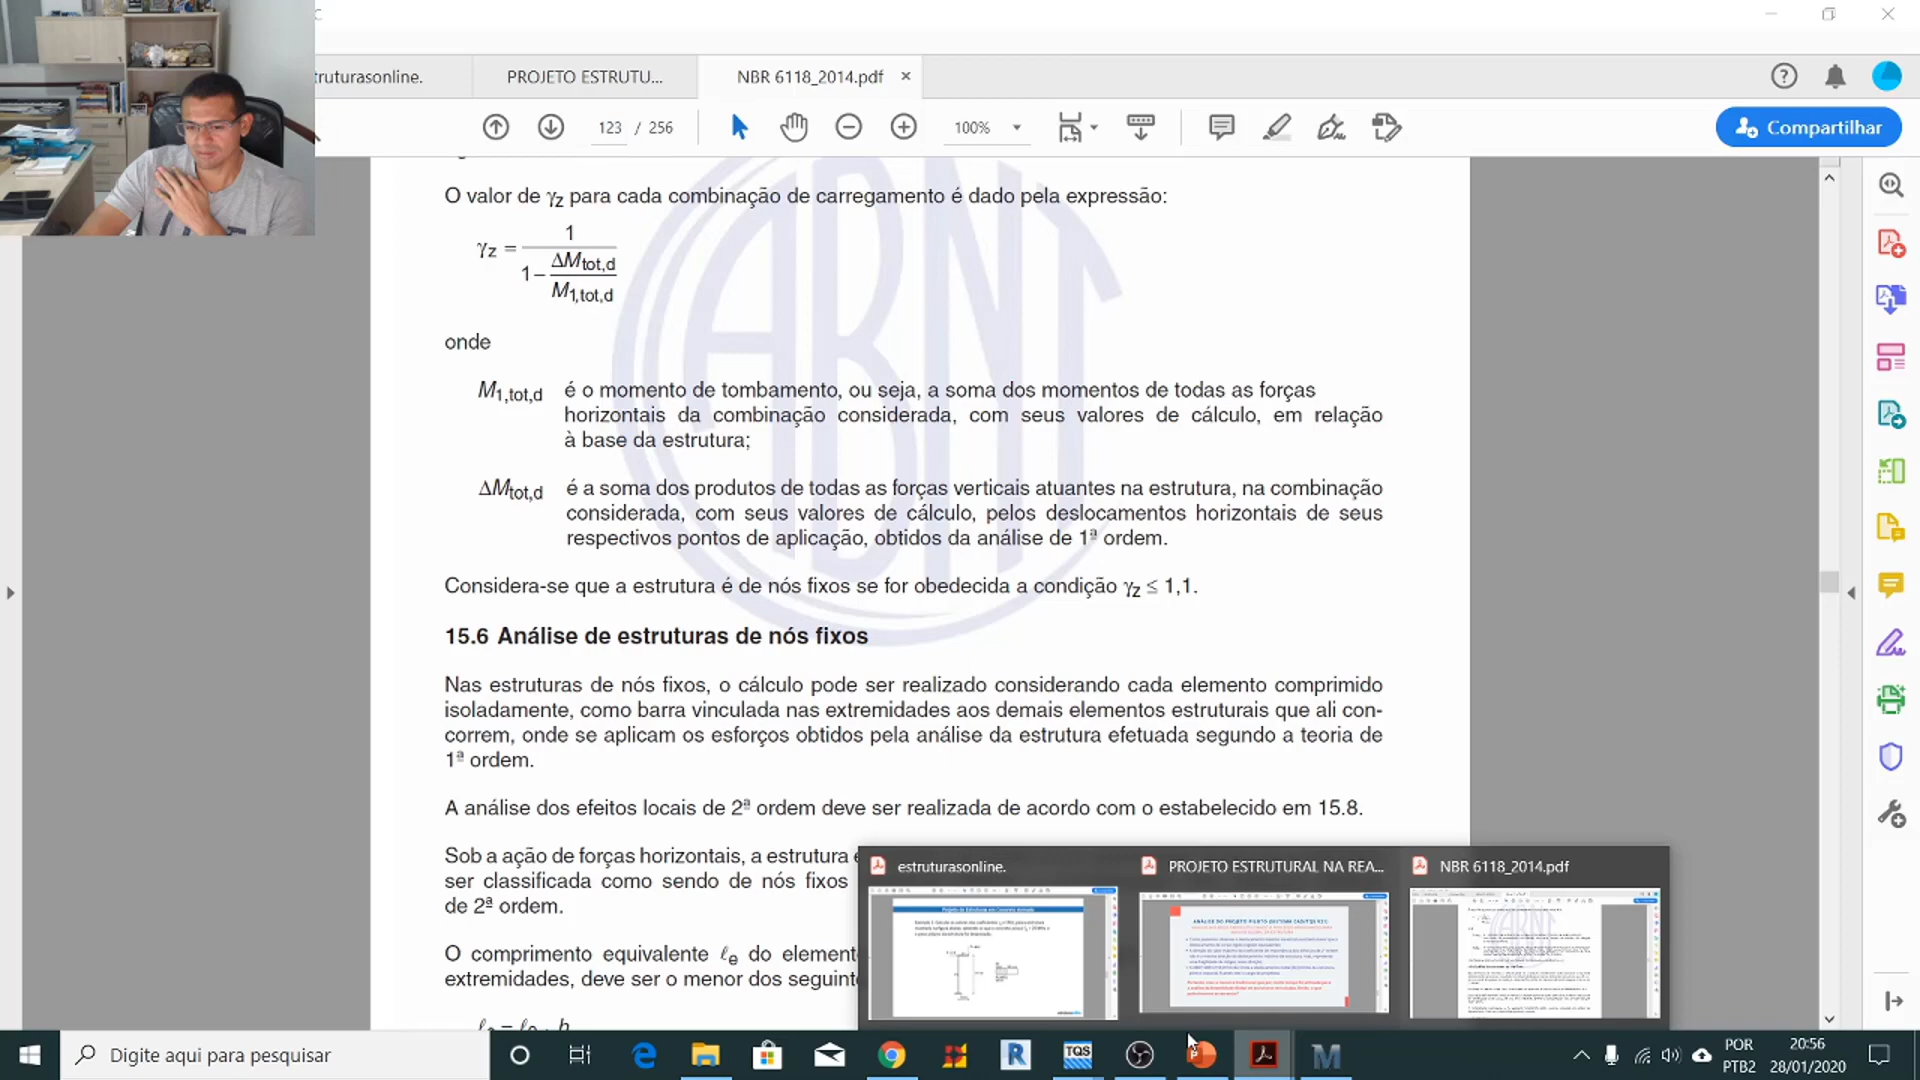 truturasonline.
PROJETO ESTRUTU...
NBR 6118_2014.pdf
123 / 256
100%
Compartilhar
O valor de γz para cada combinação de carregamento é dado pela expressão:
γz = 1 / (1 − ΔMtot,d / M1,tot,d)
onde
M1,tot,d é o momento de tombamento, ou seja, a soma dos momentos de todas as forças
horizontais da combinação considerada, com seus valores de cálculo, em relação
à base da estrutura;
ΔMtot,d é a soma dos produtos de todas as forças verticais atuantes na estrutura, na combinação
considerada, com seus valores de cálculo, pelos deslocamentos horizontais de seus
respectivos pontos de aplicação, obtidos da análise de 1ª ordem.
Considera-se que a estrutura é de nós fixos se for obedecida a condição γz ≤ 1,1.
15.6 Análise de estruturas de nós fixos
Nas estruturas de nós fixos, o cálculo pode ser realizado considerando cada elemento comprimido
isoladamente, como barra vinculada nas extremidades aos demais elementos estruturais que ali con-
correm, onde se aplicam os esforços obtidos pela análise da estrutura efetuada segundo a teoria de
1ª ordem.
A análise dos efeitos locais de 2ª ordem deve ser realizada de acordo com o estabelecido em 15.8.
Sob a ação de forças horizontais, a estrutura é
ser classificada como sendo de nós fixos
de 2ª ordem.
O comprimento equivalente ℓe do element
extremidades, deve ser o menor dos seguint
ABNT
estruturasonline.
PROJETO ESTRUTURAL NA REA...
NBR 6118_2014.pdf
Digite aqui para pesquisar
TQS
POR
PTB2
20:56
28/01/2020